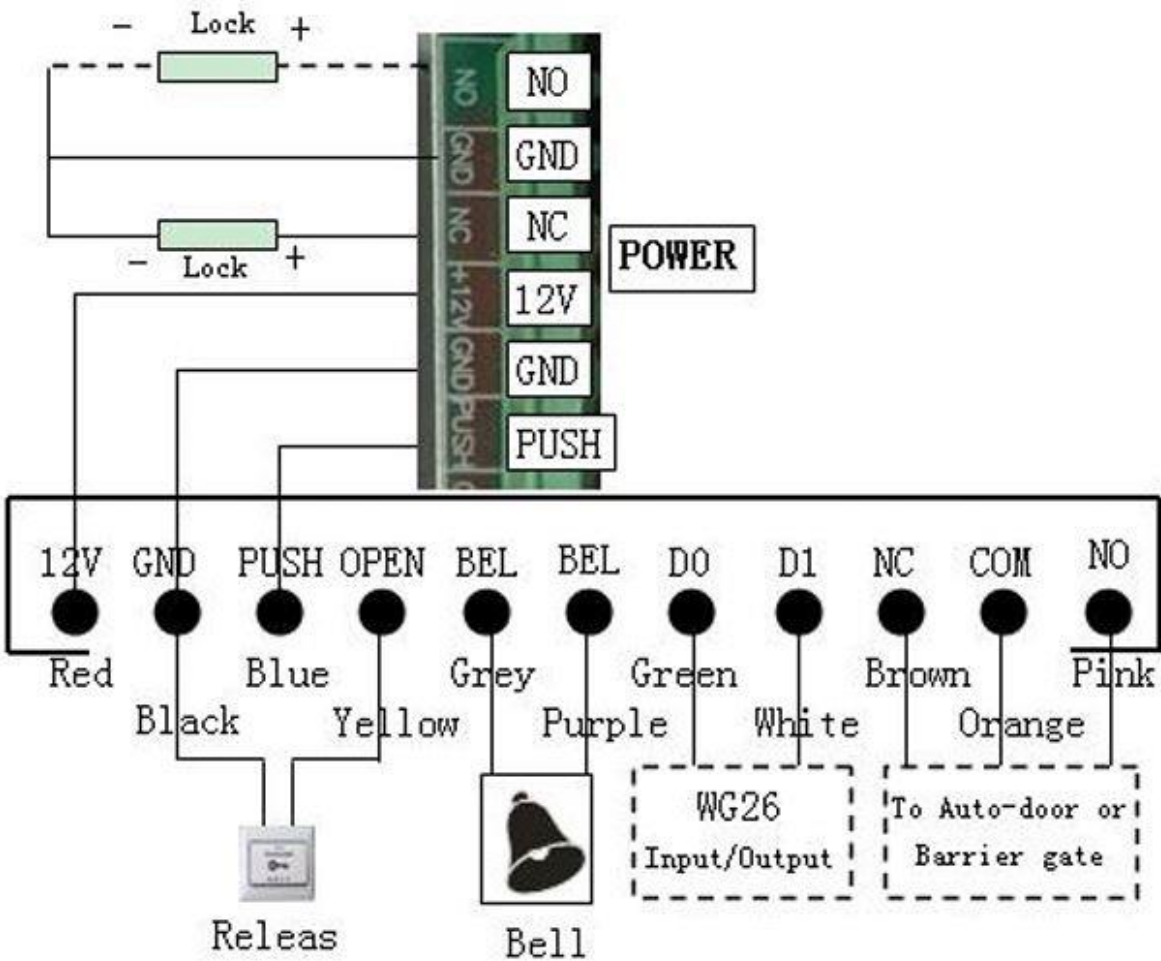 - Lock +
NO NO
GND GND
NC NC
- Lock +
POWER
+12V 12V
GND GND
PUSH PUSH
12V GND PUSH OPEN BEL BEL D0 D1 NC COM NO
Red Blue Grey Green Brown Pink
Black Yellow Purple White Orange
WG26
Input/Output
To Auto-door or
Barrier gate
Releas
Bell